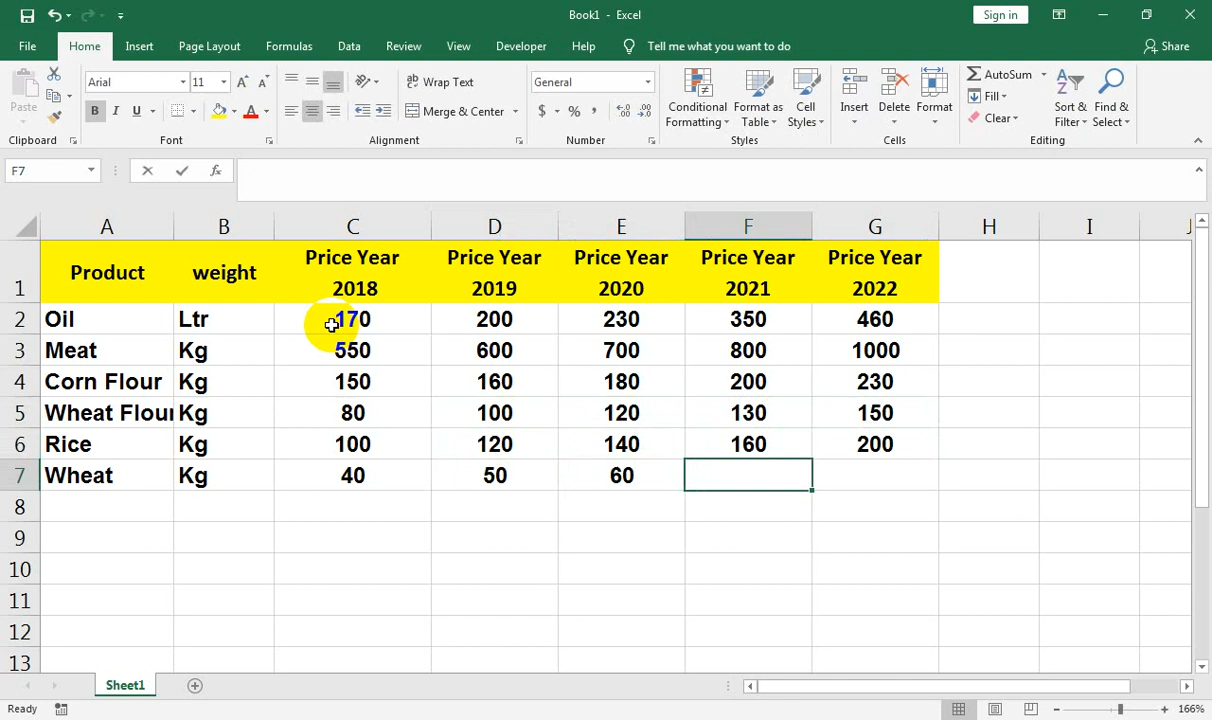 Book1 - Excel
Sign in
File Home Insert Page Layout Formulas Data Review View Developer Help Tell me what you want to do Share
Paste
Arial 11
B I U
A A A
ab Wrap Text
Merge & Center
General
$ % ,
Conditional Formatting
Format as Table
Cell Styles
Insert
Delete
Format
AutoSum
Fill
Clear
Sort & Filter
Find & Select
Clipboard Font Alignment Number Styles Cells Editing
F7 fx
A B C D E F G H I J
1 Product weight Price Year 2018 Price Year 2019 Price Year 2020 Price Year 2021 Price Year 2022
2 Oil Ltr 170 200 230 350 460
3 Meat Kg 550 600 700 800 1000
4 Corn Flour Kg 150 160 180 200 230
5 Wheat Flour Kg 80 100 120 130 150
6 Rice Kg 100 120 140 160 200
7 Wheat Kg 40 50 60
8
9
10
11
12
13
Sheet1
Ready 166%